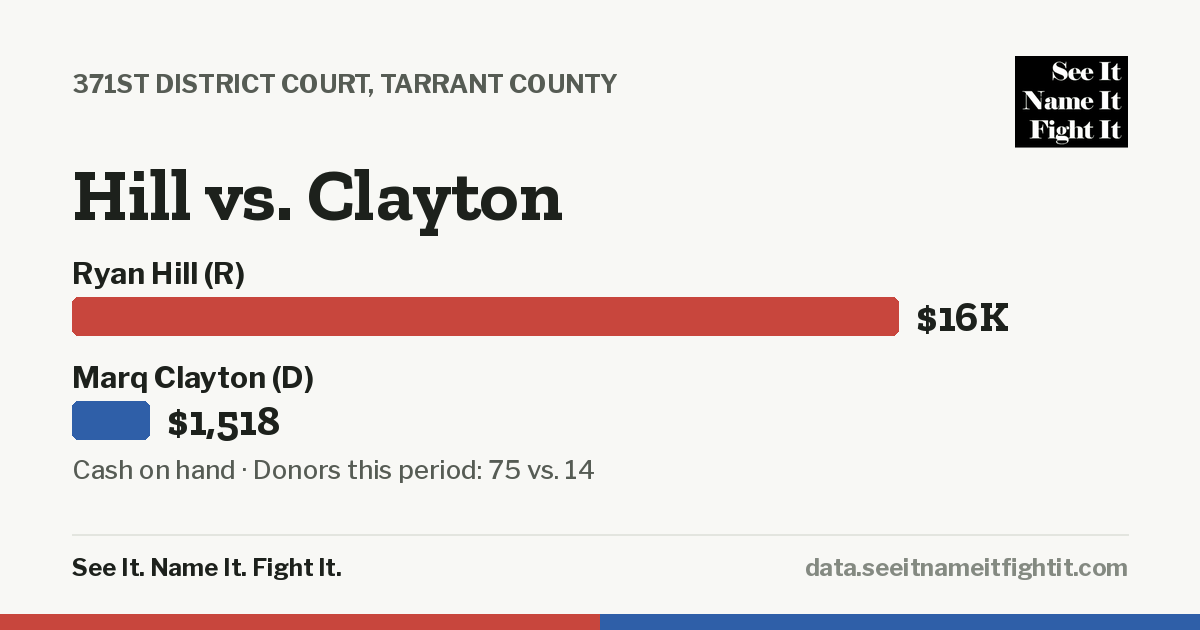 371ST DISTRICT COURT, TARRANT COUNTY
See It
Name It
Fight It
Hill vs. Clayton
Ryan Hill (R)
$16K
Marq Clayton (D)
$1,518
Cash on hand · Donors this period: 75 vs. 14
See It. Name It. Fight It.
data.seeitnameitfightit.com